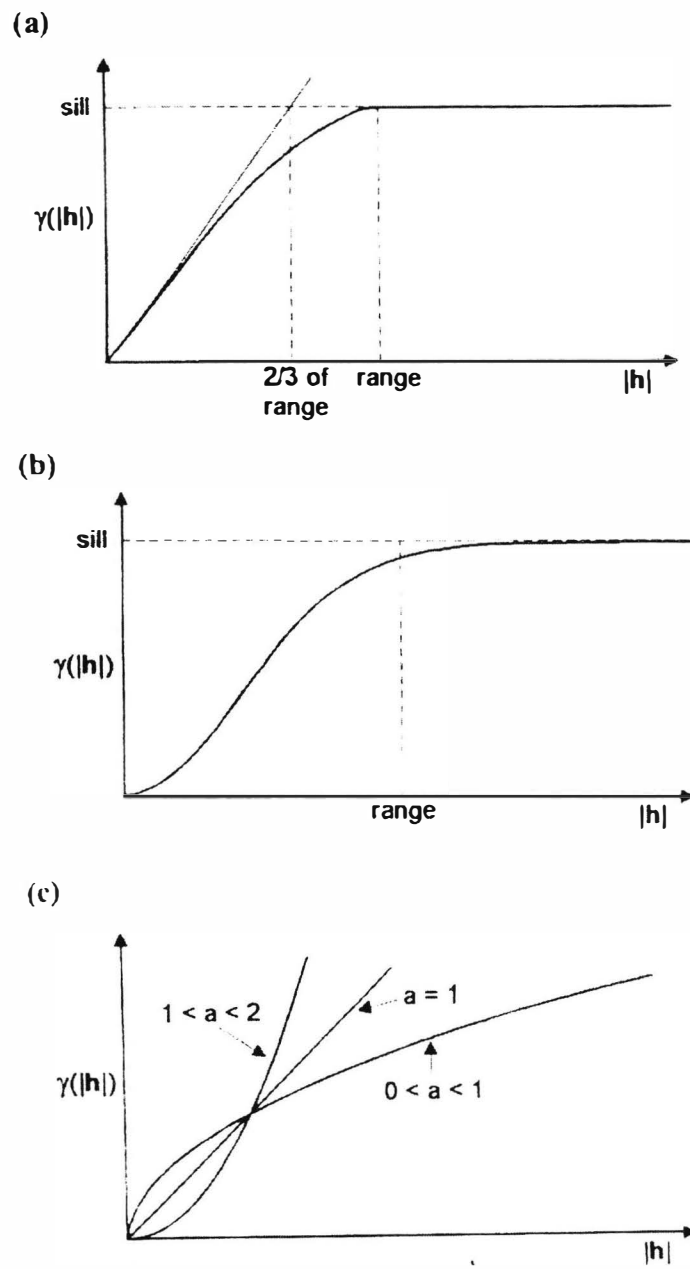 (a)
sill
γ(|h|)
2/3 of range |h|
range
(b)
sill
γ(|h|)
range |h|
(c)
1 < a < 2
a = 1
γ(|h|)
0 < a < 1
|h|